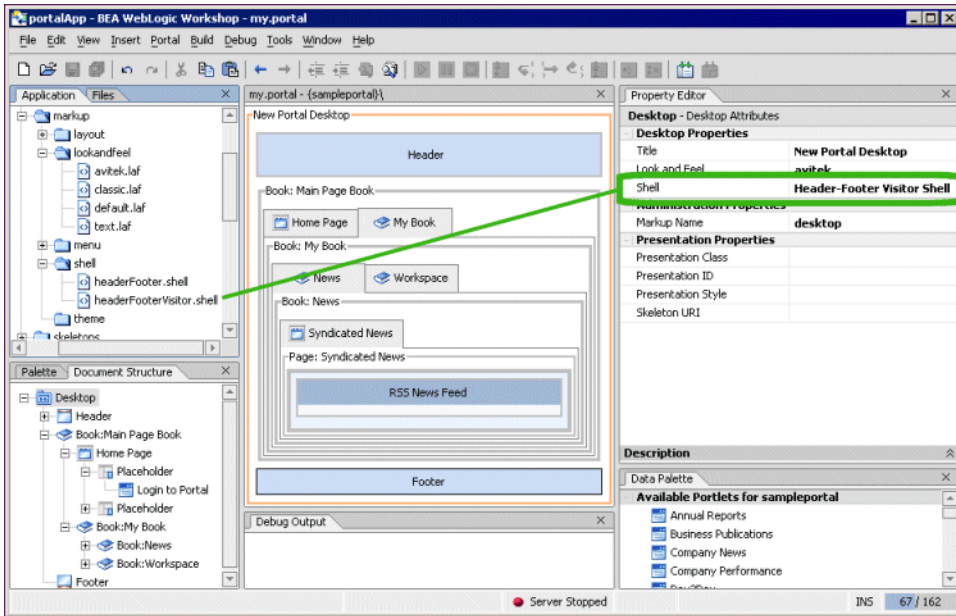 portalApp - BEA WebLogic Workshop - my.portal
File Edit View Insert Portal Build Debug Tools Window Help
Application Files
markup
layout
lookandfeel
avitek.laf
classic.laf
default.laf
text.laf
menu
shell
headerFooter.shell
headerFooterVisitor.shell
theme
skeletons
Palette Document Structure
Desktop
Header
Book:Main Page Book
Home Page
Placeholder
Login to Portal
Placeholder
Book:My Book
Book:News
Book:Workspace
Footer
my.portal - {sampleportal}\
New Portal Desktop
Header
Book: Main Page Book
Home Page My Book
Book: My Book
News Workspace
Book: News
Syndicated News
Page: Syndicated News
RSS News Feed
Footer
Debug Output
Property Editor
Desktop - Desktop Attributes
Desktop Properties
Title New Portal Desktop
Look and Feel avitek
Shell Header-Footer Visitor Shell
Administration Properties
Markup Name desktop
Presentation Properties
Presentation Class
Presentation ID
Presentation Style
Skeleton URI
Description
Data Palette
Available Portlets for sampleportal
Annual Reports
Business Publications
Company News
Company Performance
Day2Day
Server Stopped
INS 67 / 162